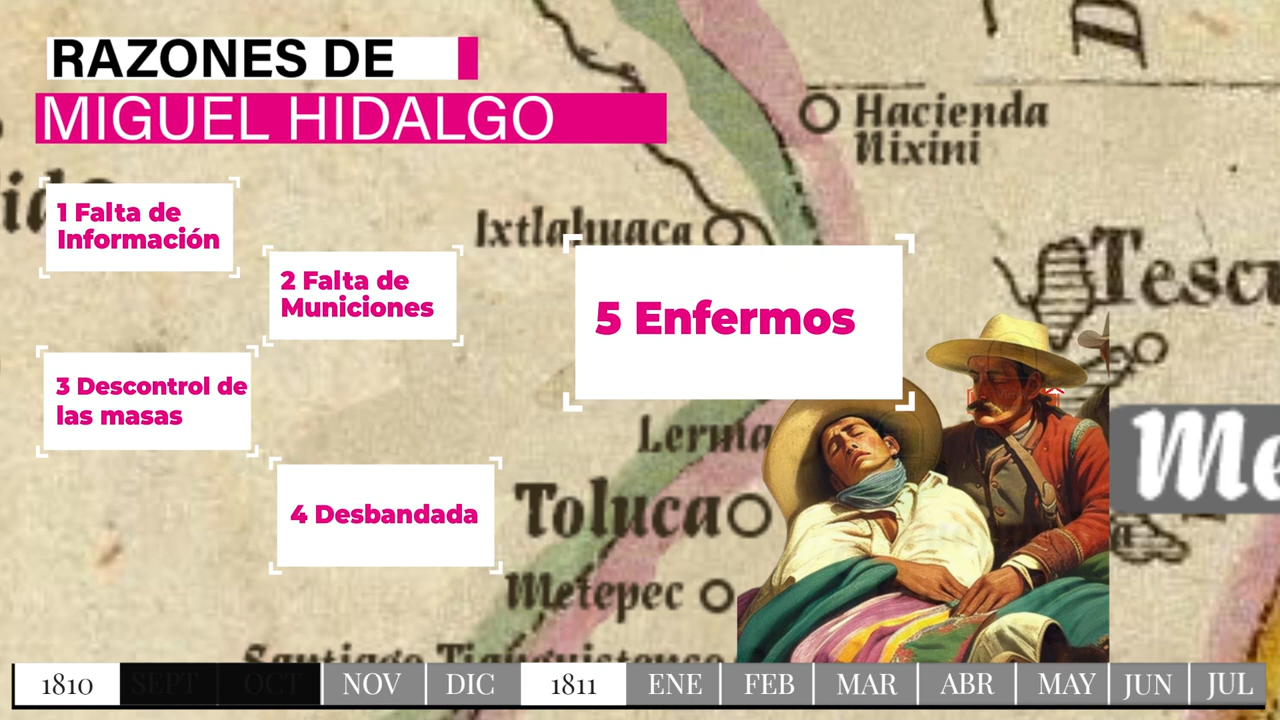 RAZONES DE
MIGUEL HIDALGO
Hacienda
Nixini
1 Falta de
Información
Ixtlahuaca
2 Falta de
Municiones
5 Enfermos
3 Descontrol de
las masas
Lerma
Toluca
4 Desbandada
Metepec
1810 SEPT OCT NOV DIC 1811 ENE FEB MAR ABR MAY JUN JUL